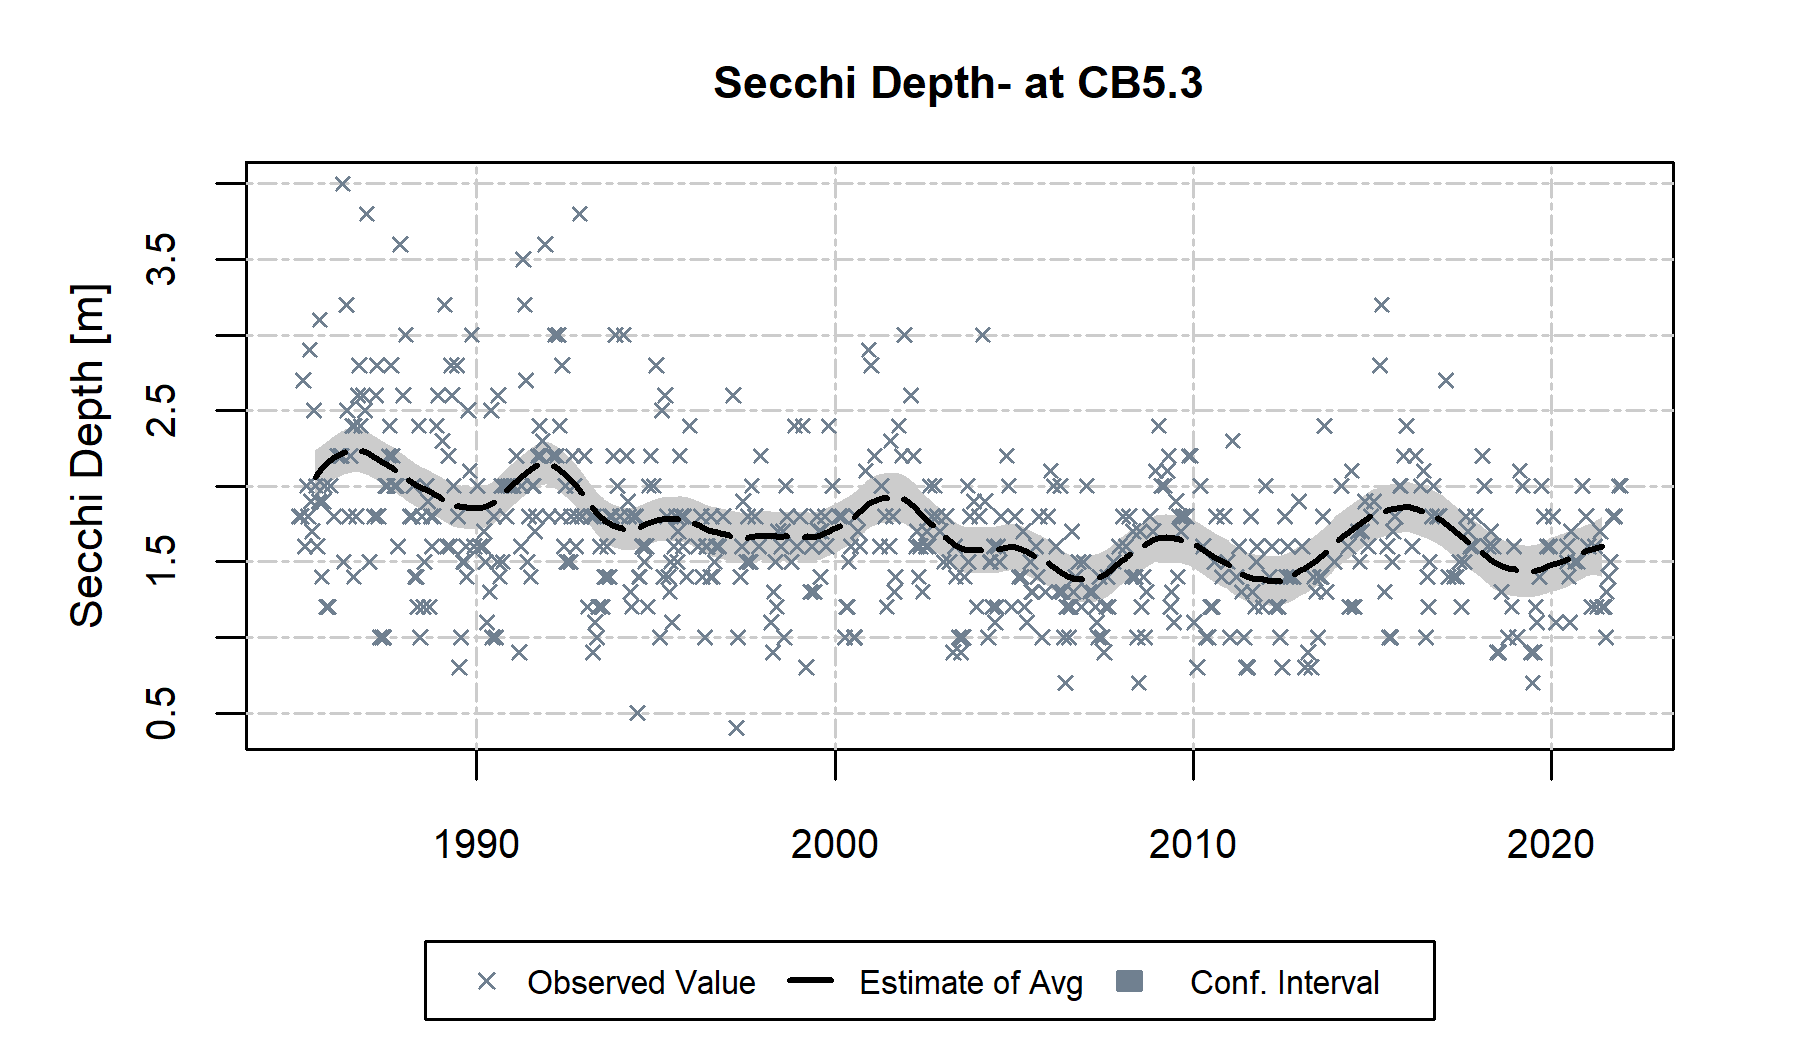 Secchi Depth- at CB5.3
Secchi Depth [m]
3.5
2.5
1.5
0.5
1990 2000 2010 2020
Observed Value Estimate of Avg Conf. Interval